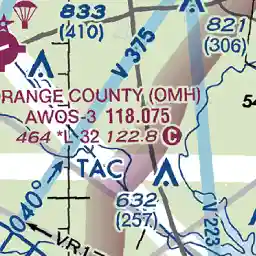 833
(410)
V 375
821
(306)
ORANGE COUNTY (OMH)
AWOS-3 118.075
464 *L 32 122.8 C
TAC
632
(257)
040°
VR1
V 223